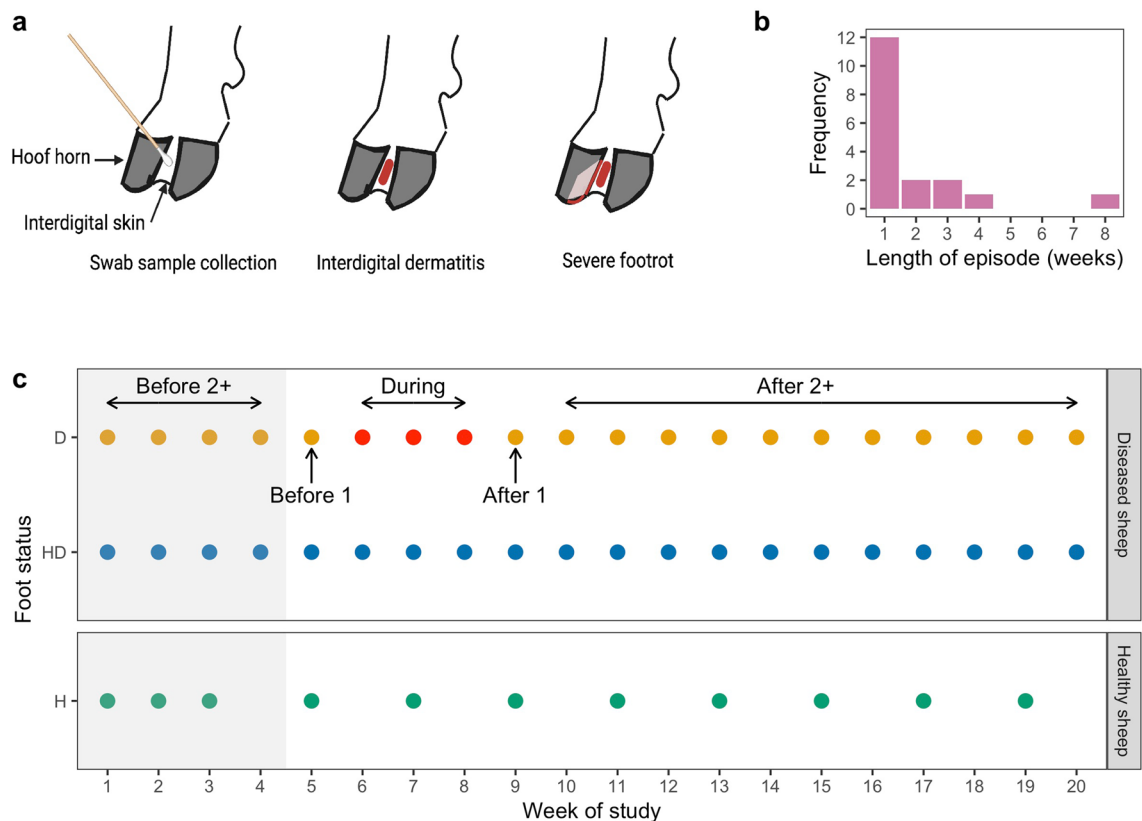 a
Hoof horn
Interdigital skin
Swab sample collection
Interdigital dermatitis
Severe footrot
b
Frequency
12
10
8
6
4
2
0
1 2 3 4 5 6 7 8
Length of episode (weeks)
c
Before 2+
During
After 2+
D
Before 1
After 1
HD
H
Foot status
Diseased sheep
Healthy sheep
1 2 3 4 5 6 7 8 9 10 11 12 13 14 15 16 17 18 19 20
Week of study